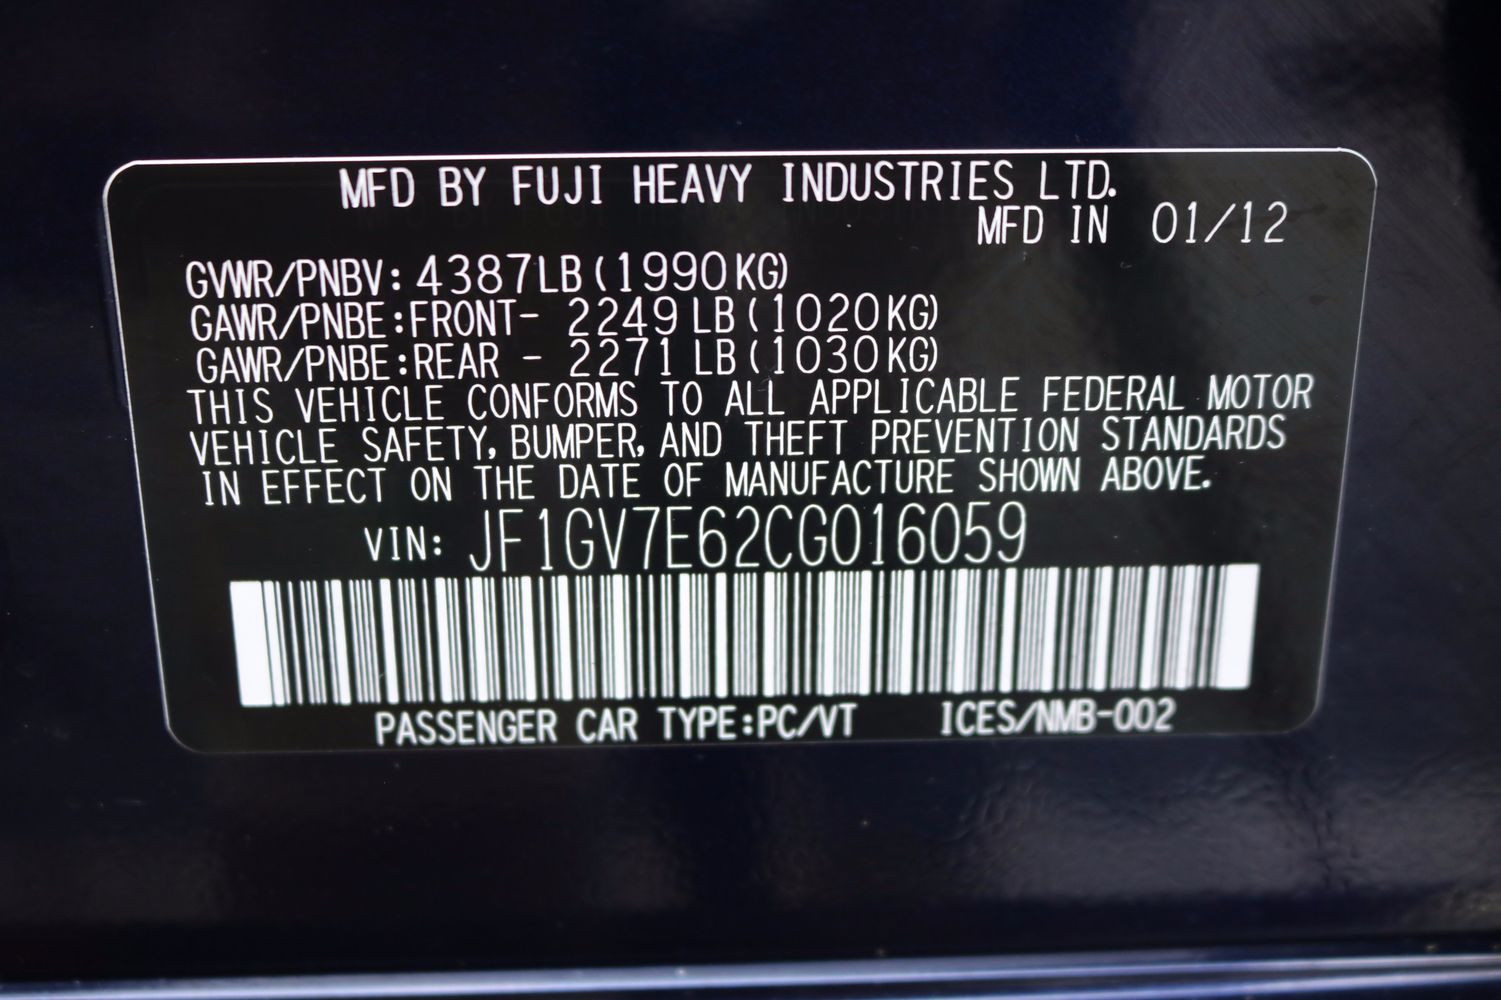 MFD BY FUJI HEAVY INDUSTRIES LTD.
MFD IN 01/12
GVWR/PNBV: 4387LB(1990KG)
GAWR/PNBE:FRONT- 2249LB(1020KG)
GAWR/PNBE:REAR - 2271LB(1030KG)
THIS VEHICLE CONFORMS TO ALL APPLICABLE FEDERAL MOTOR
VEHICLE SAFETY, BUMPER, AND THEFT PREVENTION STANDARDS
IN EFFECT ON THE DATE OF MANUFACTURE SHOWN ABOVE.
VIN: JF1GV7E62CG016059
PASSENGER CAR TYPE:PC/VT ICES/NMB-002